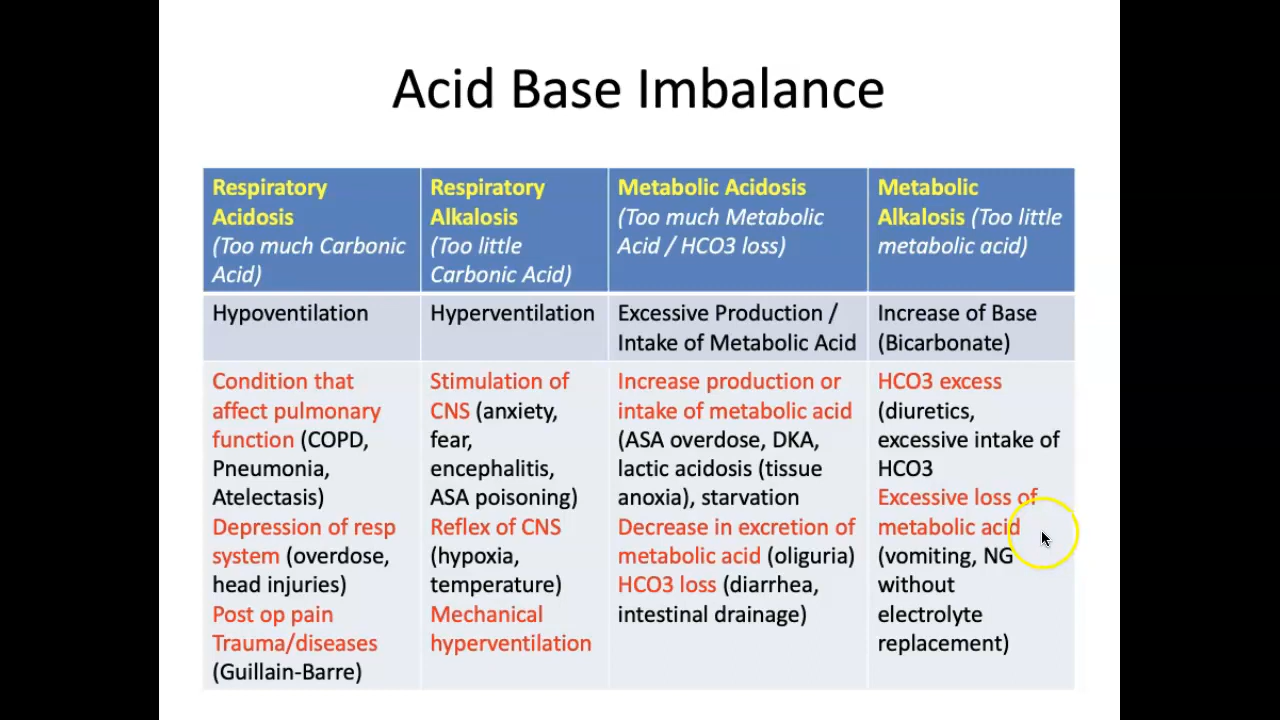 Acid Base Imbalance
Respiratory
Acidosis
(Too much Carbonic
Acid)
Respiratory
Alkalosis
(Too little
Carbonic Acid)
Metabolic Acidosis
(Too much Metabolic
Acid / HCO3 loss)
Metabolic
Alkalosis (Too little
metabolic acid)
Hypoventilation
Hyperventilation
Excessive Production /
Intake of Metabolic Acid
Increase of Base
(Bicarbonate)
Condition that
affect pulmonary
function (COPD,
Pneumonia,
Atelectasis)
Depression of resp
system (overdose,
head injuries)
Post op pain
Trauma/diseases
(Guillain-Barre)
Stimulation of
CNS (anxiety,
fear,
encephalitis,
ASA poisoning)
Reflex of CNS
(hypoxia,
temperature)
Mechanical
hyperventilation
Increase production or
intake of metabolic acid
(ASA overdose, DKA,
lactic acidosis (tissue
anoxia), starvation
Decrease in excretion of
metabolic acid (oliguria)
HCO3 loss (diarrhea,
intestinal drainage)
HCO3 excess
(diuretics,
excessive intake of
HCO3
Excessive loss of
metabolic acid
(vomiting, NG
without
electrolyte
replacement)